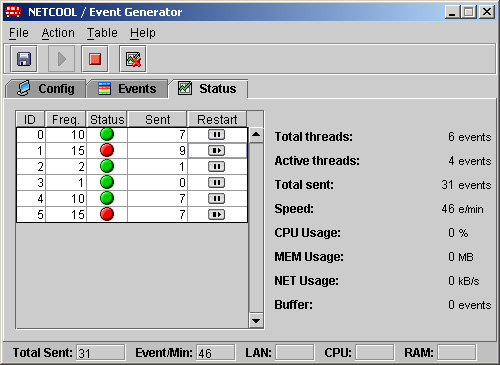 NETCOOL / Event Generator
File Action Table Help
Config Events Status
ID Freq. Status Sent Restart
0 10 7
1 15 9
2 2 1
3 1 0
4 10 7
5 15 7
Total threads: 6 events
Active threads: 4 events
Total sent: 31 events
Speed: 46 e/min
CPU Usage: 0 %
MEM Usage: 0 MB
NET Usage: 0 kB/s
Buffer: 0 events
Total Sent: 31 Event/Min: 46 LAN: CPU: RAM: